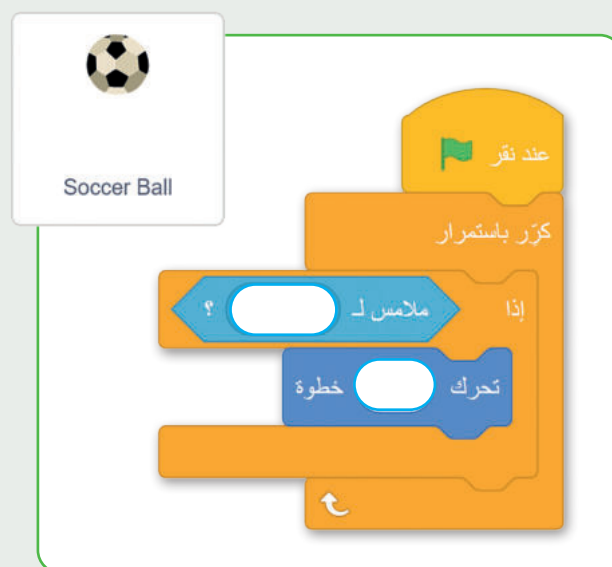 Soccer Ball
عند نقر
كرّر باستمرار
إذا ملامس لـ ؟
تحرك خطوة